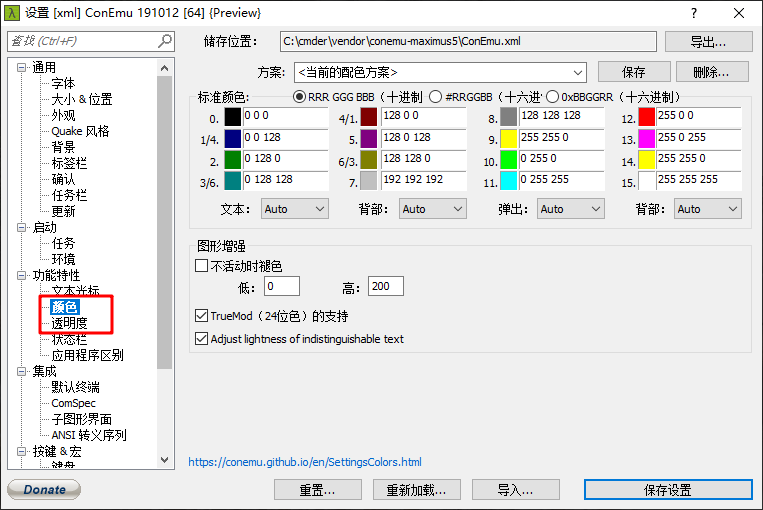 设置 [xml] ConEmu 191012 [64] {Preview}
查找 (Ctrl+F)
储存位置：
C:\cmder\vendor\conemu-maximus5\ConEmu.xml
导出...
方案：
<当前的配色方案>
保存
删除...
通用
字体
大小 & 位置
外观
Quake 风格
背景
标签栏
确认
任务栏
更新
启动
任务
环境
功能特性
文本光标
颜色
透明度
状态栏
应用程序区别
集成
默认终端
ComSpec
子图形界面
ANSI 转义序列
按键 & 宏
键盘
标准颜色:
RRR GGG BBB（十进制
#RRGGBB（十六进
0xBBGGRR（十六进制）
0. 0 0 0
4/1. 128 0 0
8. 128 128 128
12. 255 0 0
1/4. 0 0 128
5. 128 0 128
9. 255 255 0
13. 255 0 255
2. 0 128 0
6/3. 128 128 0
10. 0 255 0
14. 255 255 0
3/6. 0 128 128
7. 192 192 192
11. 0 255 255
15. 255 255 255
文本： Auto
背部： Auto
弹出： Auto
背部： Auto
图形增强
不活动时褪色
低： 0
高： 200
TrueMod（24位色）的支持
Adjust lightness of indistinguishable text
https://conemu.github.io/en/SettingsColors.html
Donate
重置...
重新加载...
导入...
保存设置